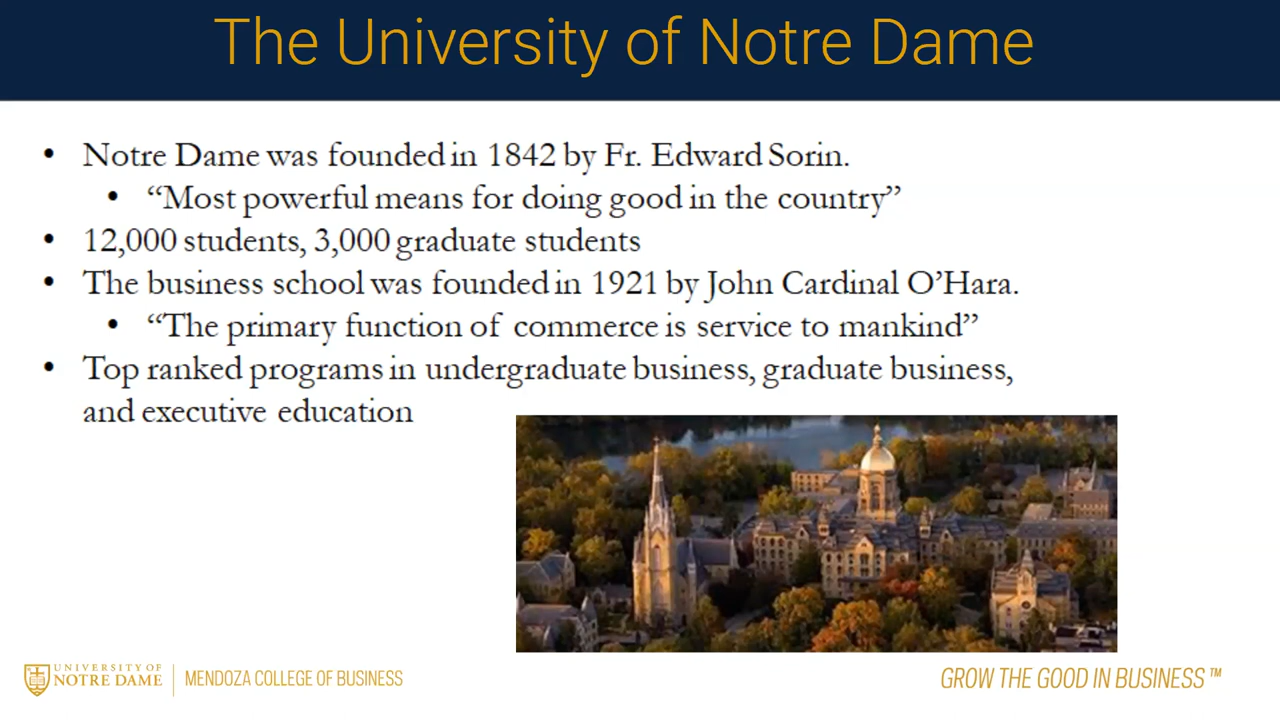 The University of Notre Dame
• Notre Dame was founded in 1842 by Fr. Edward Sorin.
• “Most powerful means for doing good in the country”
• 12,000 students, 3,000 graduate students
• The business school was founded in 1921 by John Cardinal O’Hara.
• “The primary function of commerce is service to mankind”
• Top ranked programs in undergraduate business, graduate business,
and executive education
UNIVERSITY OF
NOTRE DAME
MENDOZA COLLEGE OF BUSINESS
GROW THE GOOD IN BUSINESS™